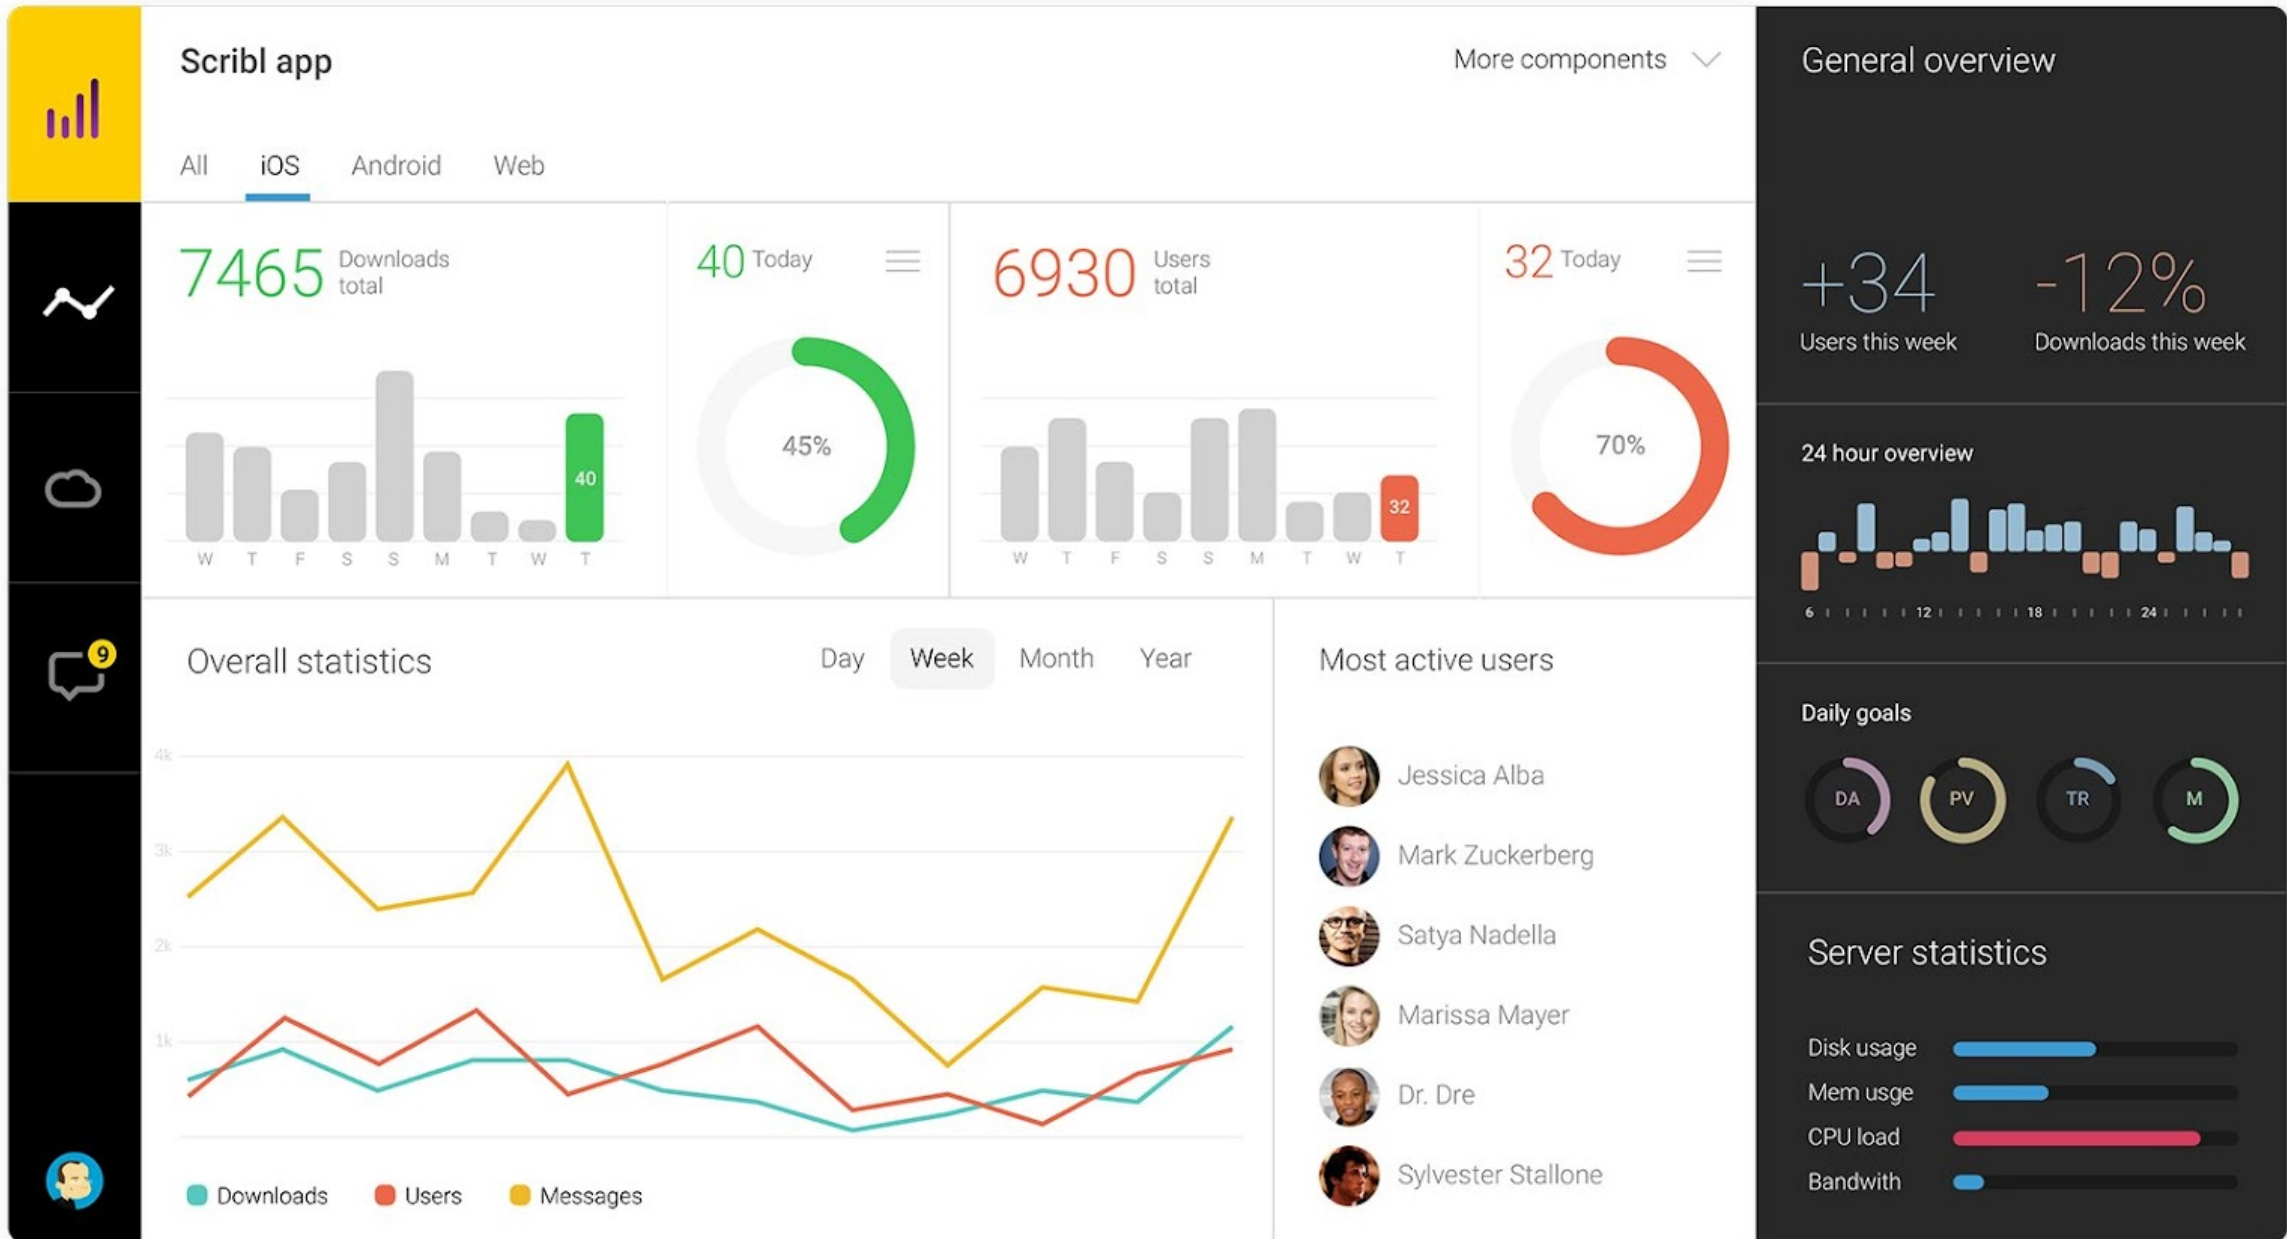 Scribl app
More components
All iOS Android Web
7465 Downloads total
40 Today
40
W T F S S M T W T
45%
6930 Users total
32 Today
32
W T F S S M T W T
70%
9
Overall statistics
Day Week Month Year
4k
3k
2k
1k
Downloads Users Messages
Most active users
Jessica Alba
Mark Zuckerberg
Satya Nadella
Marissa Mayer
Dr. Dre
Sylvester Stallone
General overview
+34 -12%
Users this week Downloads this week
24 hour overview
6 12 18 24
Daily goals
DA PV TR M
Server statistics
Disk usage
Mem usge
CPU load
Bandwith